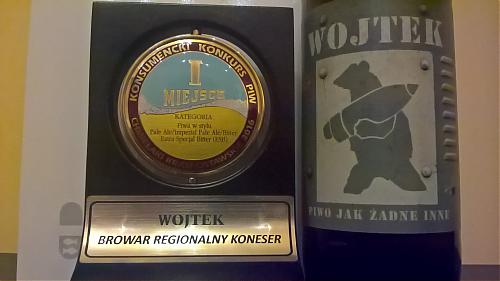 KONSUMENCKI KONKURS PIW
I
MIEJSCE
KATEGORIA
Piwa w stylu
Pale Ale/Imperial Pale Ale/Bitter
Extra Special Bitter (ESB)
2016
WOJTEK
BROWAR REGIONALNY KONESER
WOJTEK
PIWO JAK ŻADNE INNE